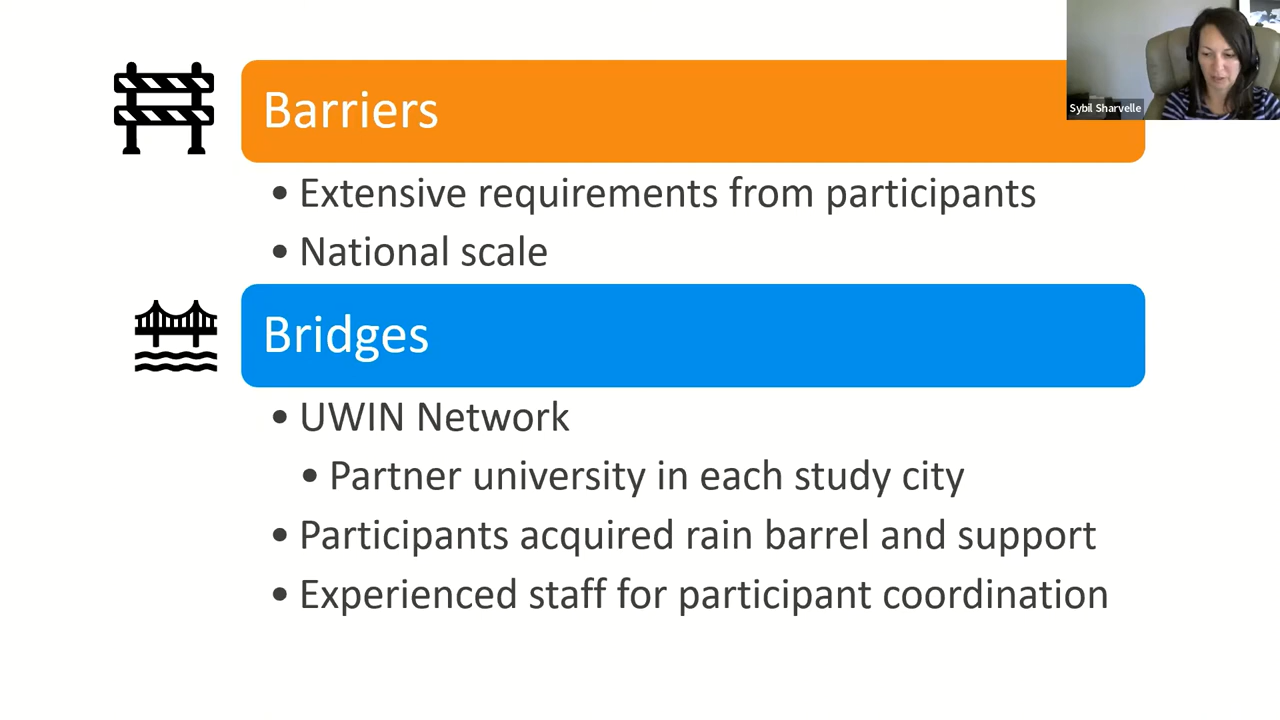 Barriers
Sybil Sharvelle
• Extensive requirements from participants
• National scale
Bridges
• UWIN Network
• Partner university in each study city
• Participants acquired rain barrel and support
• Experienced staff for participant coordination